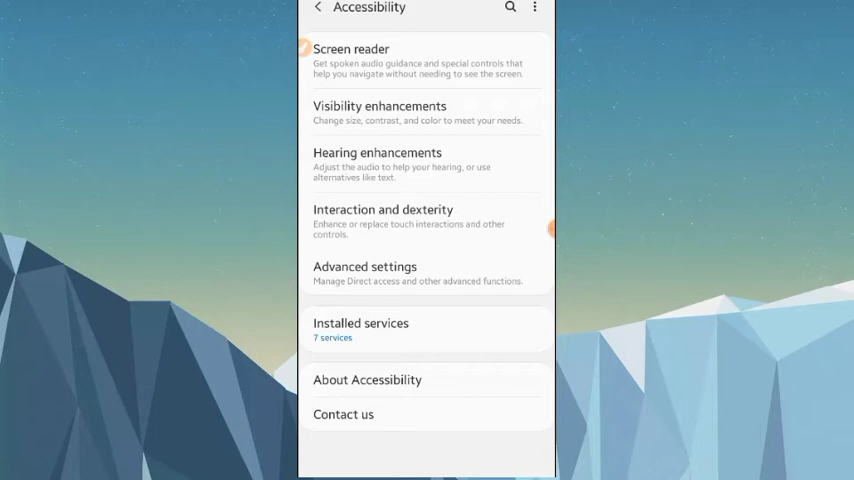 Accessibility
Screen reader
Get spoken audio guidance and special controls that
help you navigate without needing to see the screen.
Visibility enhancements
Change size, contrast, and color to meet your needs.
Hearing enhancements
Adjust the audio to help your hearing, or use
alternatives like text.
Interaction and dexterity
Enhance or replace touch interactions and other
controls.
Advanced settings
Manage Direct access and other advanced functions.
Installed services
7 services
About Accessibility
Contact us